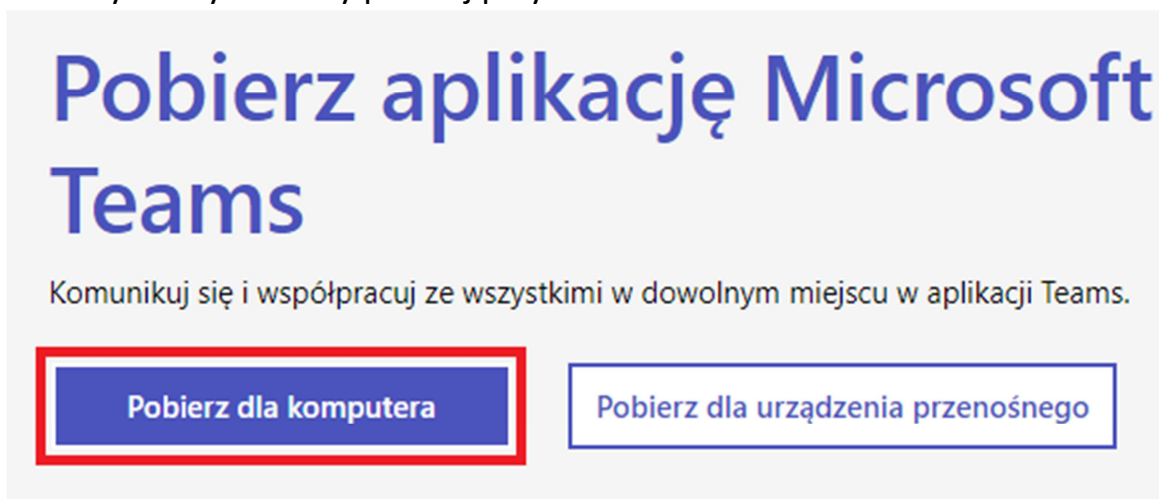 Pobierz aplikację Microsoft
Teams
Komunikuj się i współpracuj ze wszystkimi w dowolnym miejscu w aplikacji Teams.
Pobierz dla komputera
Pobierz dla urządzenia przenośnego